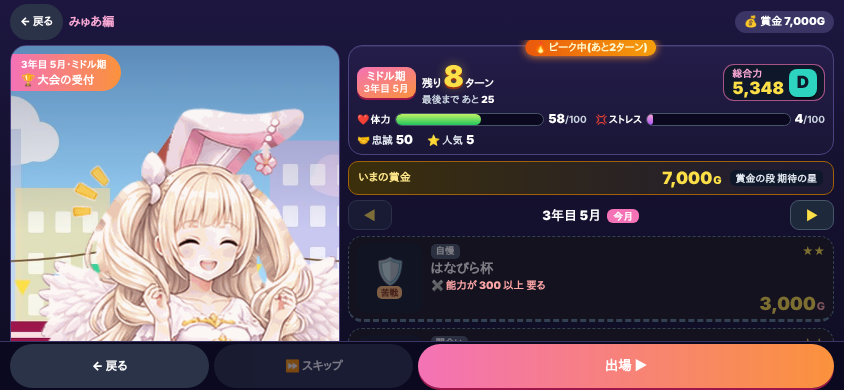 ← 戻る
みゅあ編
💰 賞金 7,000G
3年目 5月・ミドル期
🏆 大会の受付
🔥 ピーク中(あと2ターン)
ミドル期
3年目 5月
残り 8 ターン
最後まで あと 25
総合力
5,348 D
❤️体力 58/100
💢ストレス 4/100
🤝 忠誠 50 ⭐ 人気 5
いまの賞金 7,000G 賞金の段 期待の星
◀ 3年目 5月 今月 ▶
自慢 ★★
はなびら杯
✖ 能力が 300 以上 要る
苦戦
3,000G
← 戻る
⏩ スキップ
出場 ▶